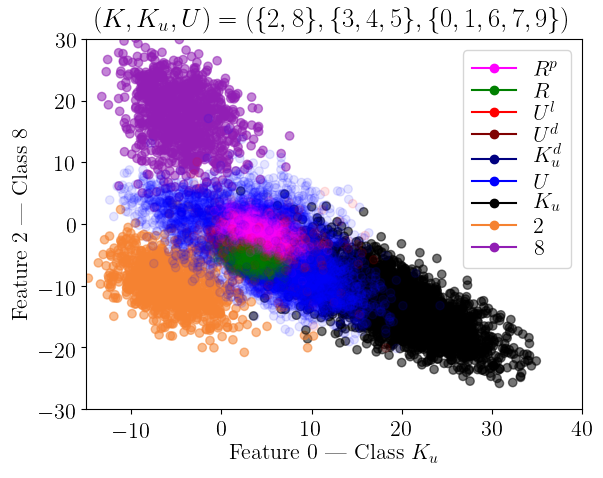 (K, K_u, U) = ({2, 8}, {3, 4, 5}, {0, 1, 6, 7, 9})
30
20
10
0
−10
−20
−30
Feature 2 — Class 8
R^p
R
U^l
U^d
K_u^d
U
K_u
2
8
−10
0
10
20
30
40
Feature 0 — Class K_u